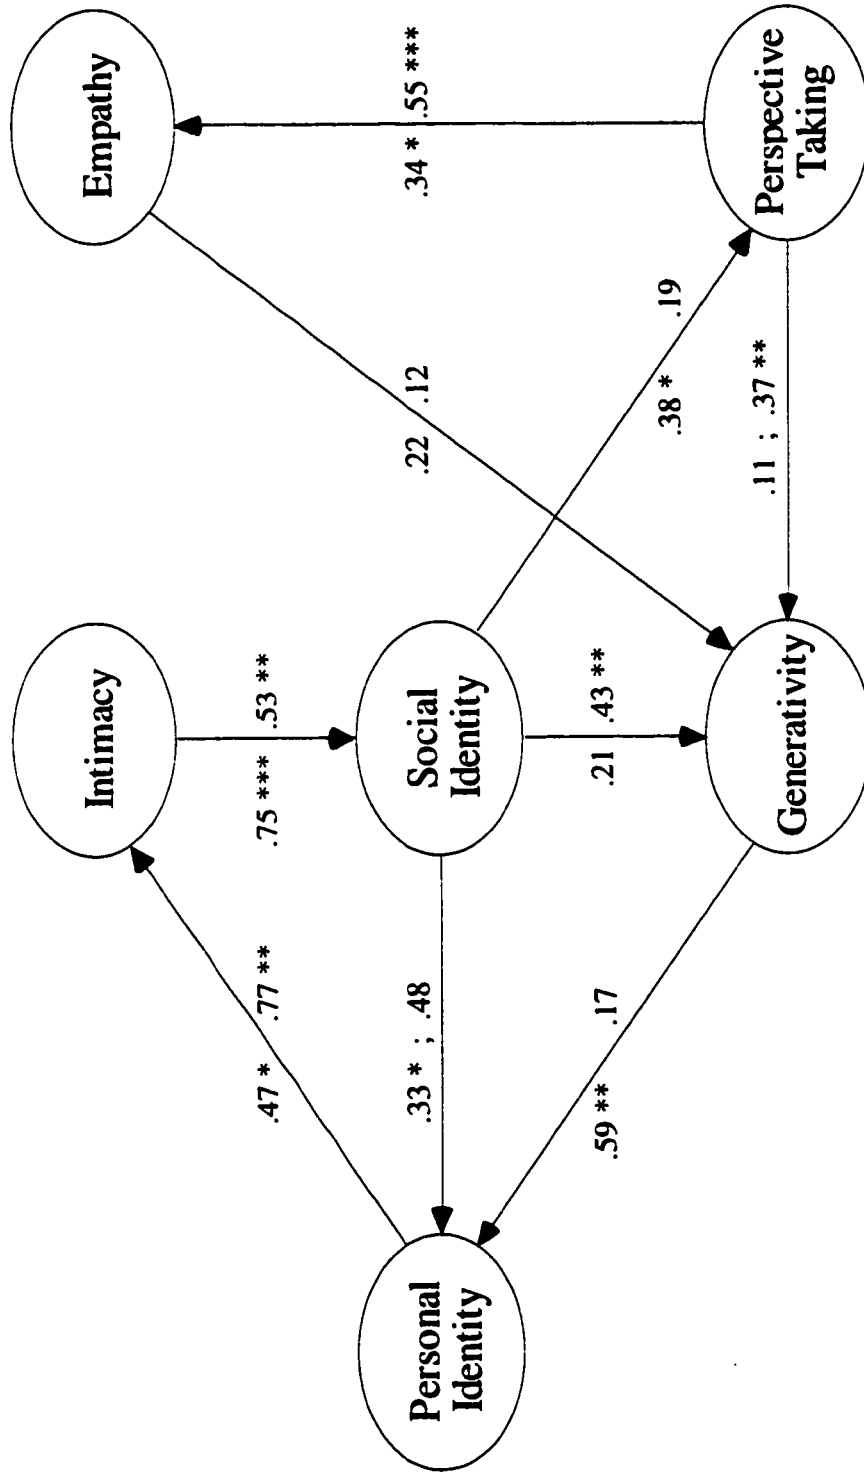 Intimacy
Empathy
.47 * .77 **
.75 *** .53 **
.22 .12
.34 * .55 ***
Personal
Identity
.33 * ; .48
Social
Identity
.59 ** .17
.21 .43 **
.38 * .19
Generativity
.11 ; .37 **
Perspective
Taking